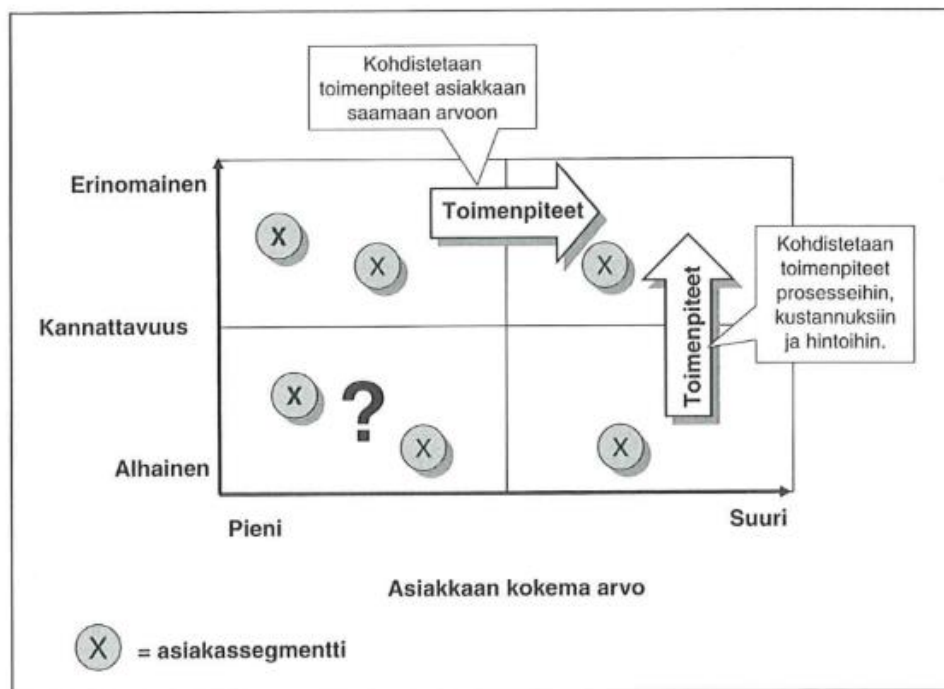 Kohdistetaan
toimenpiteet asiakkaan
saamaan arvoon
Erinomainen
Toimenpiteet
X
X
X
Kohdistetaan
toimenpiteet
prosesseihin,
kustannuksiin
ja hintoihin.
Toimenpiteet
Kannattavuus
X
?
X
X
Alhainen
Pieni
Suuri
Asiakkaan kokema arvo
X = asiakassegmentti